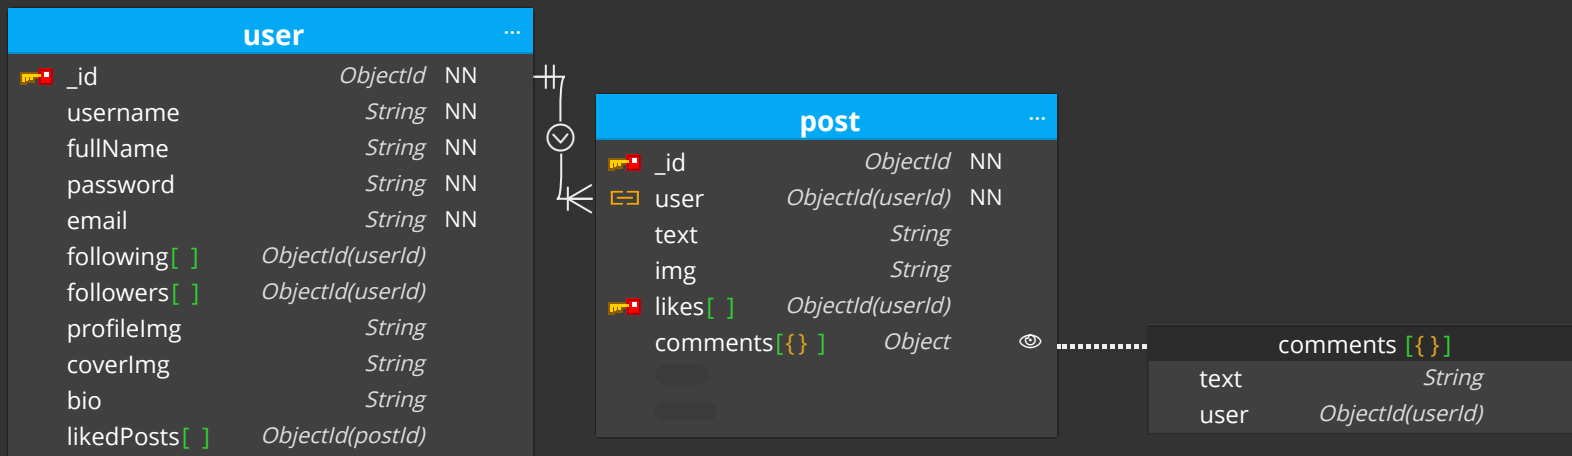 user ...
_id ObjectId NN
username String NN
fullName String NN
password String NN
email String NN
following[ ] ObjectId(userId)
followers[ ] ObjectId(userId)
profileImg String
coverImg String
bio String
likedPosts[ ] ObjectId(postId)
post ...
_id ObjectId NN
user ObjectId(userId) NN
text String
img String
likes[ ] ObjectId(userId)
comments[{} ] Object
comments [{}]
text String
user ObjectId(userId)